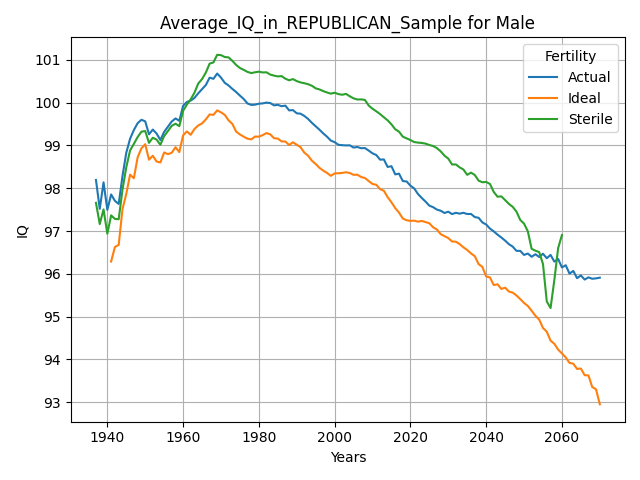 Average_IQ_in_REPUBLICAN_Sample for Male
Fertility
Actual
Ideal
Sterile
IQ
101
100
99
98
97
96
95
94
93
1940
1960
1980
2000
2020
2040
2060
Years